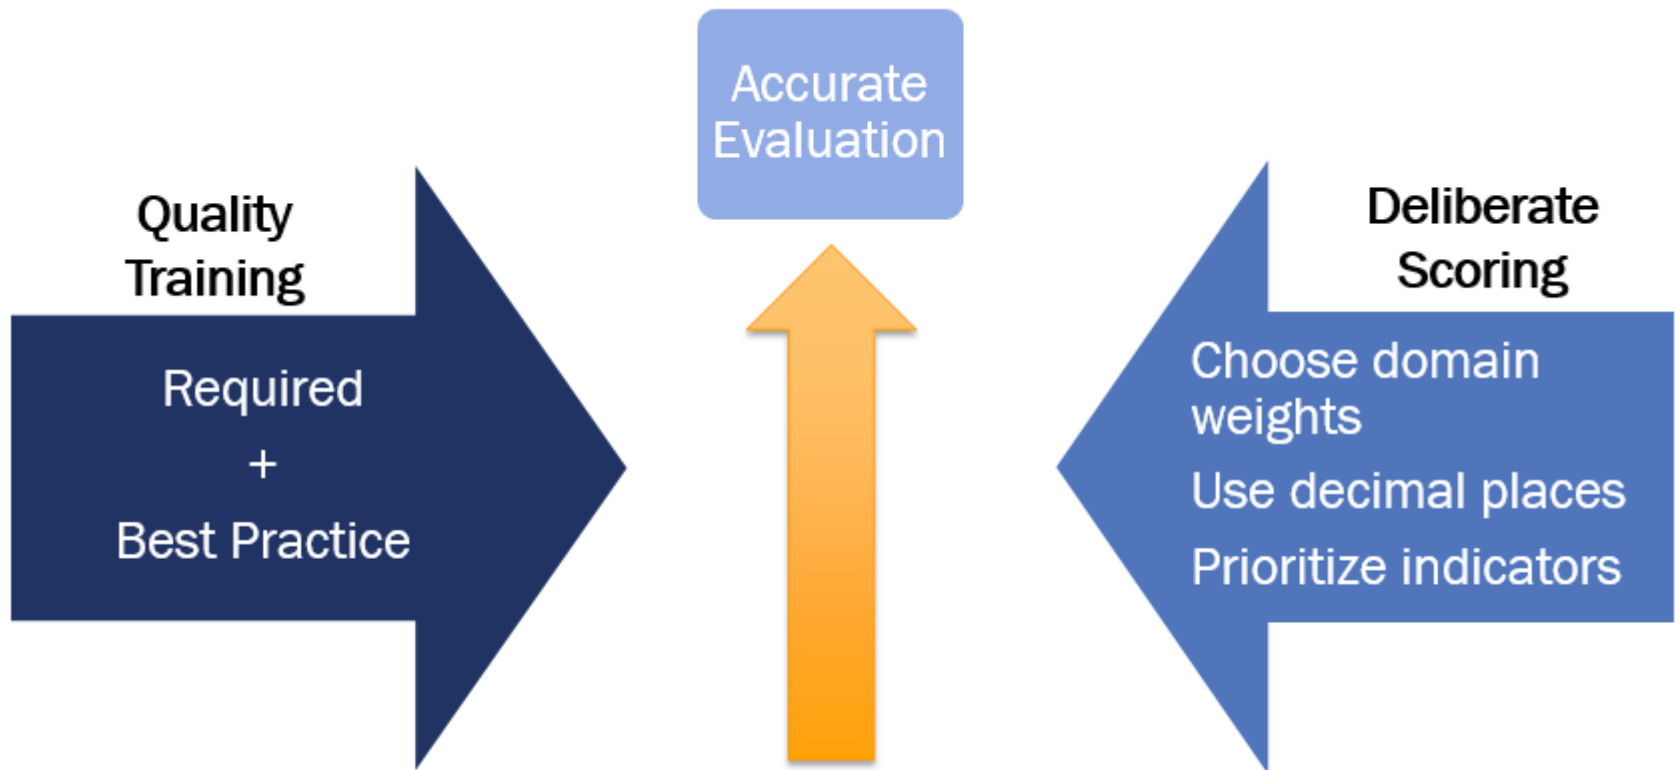 Accurate
Evaluation
Quality
Training
Required
+
Best Practice
Deliberate
Scoring
Choose domain
weights
Use decimal places
Prioritize indicators